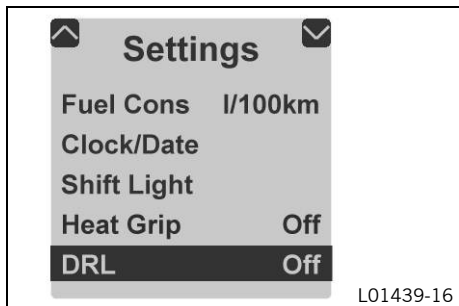 Settings
Fuel Cons l/100km
Clock/Date
Shift Light
Heat Grip Off
DRL Off
L01439-16